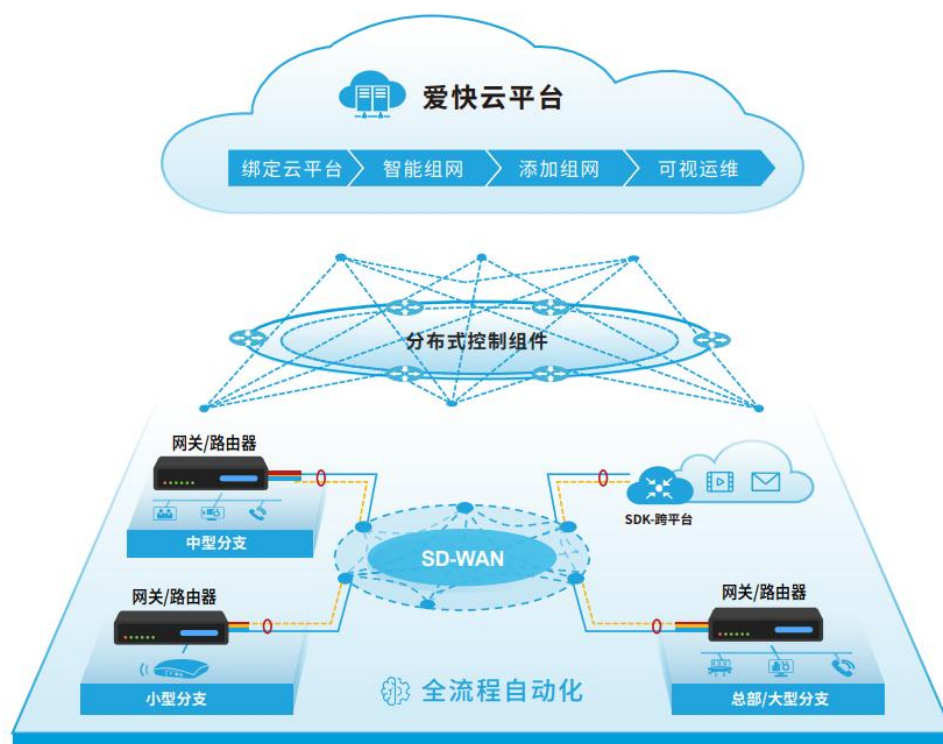 爱快云平台
绑定云平台
智能组网
添加组网
可视运维
分布式控制组件
网关/路由器
中型分支
SDK-跨平台
SD-WAN
网关/路由器
小型分支
网关/路由器
总部/大型分支
全流程自动化